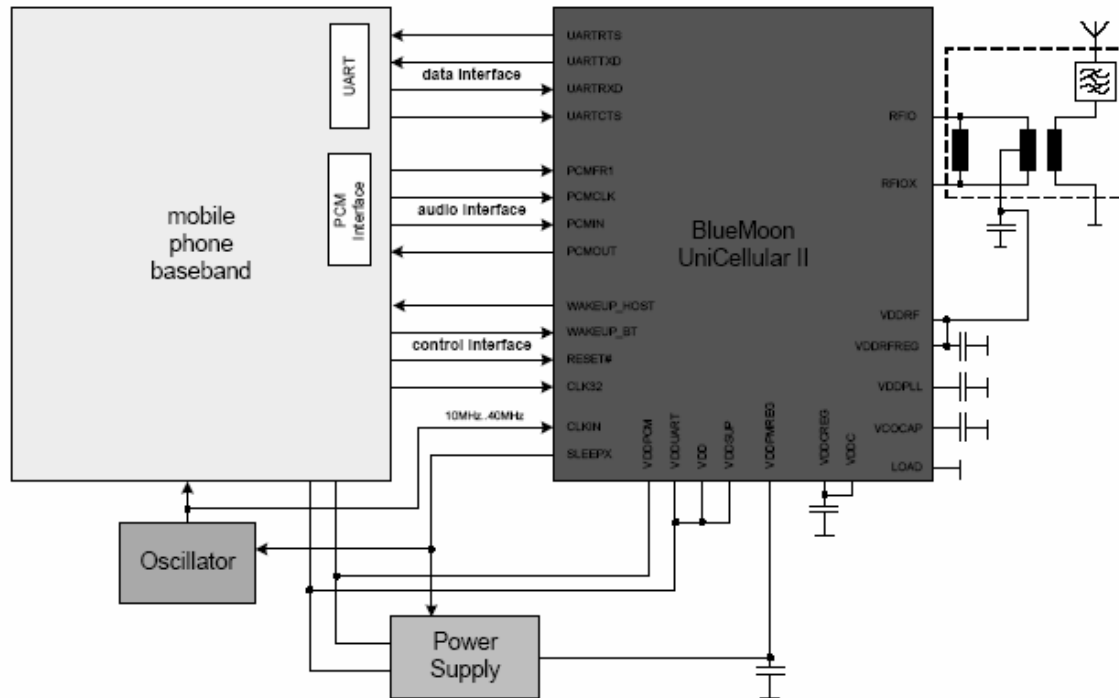 UART
PCM
Interface
mobile
phone
baseband
data Interface
audio Interface
control Interface
10MHz..40MHz
UARTRTS
UARTTXD
UARTRXD
UARTCTS
PCMFR1
PCMCLK
PCMIN
PCMOUT
WAKEUP_HOST
WAKEUP_BT
RESET#
CLK32
CLKIN
SLEEPX
BlueMoon
UniCellular II
VDDPCM
VDDUART
VDD
VDDSUP
VDDPMREG
VDDCREG
VDDC
RFIO
RFIOX
VDDRF
VDDRFREG
VDDPLL
VCOCAP
LOAD
Oscillator
Power
Supply